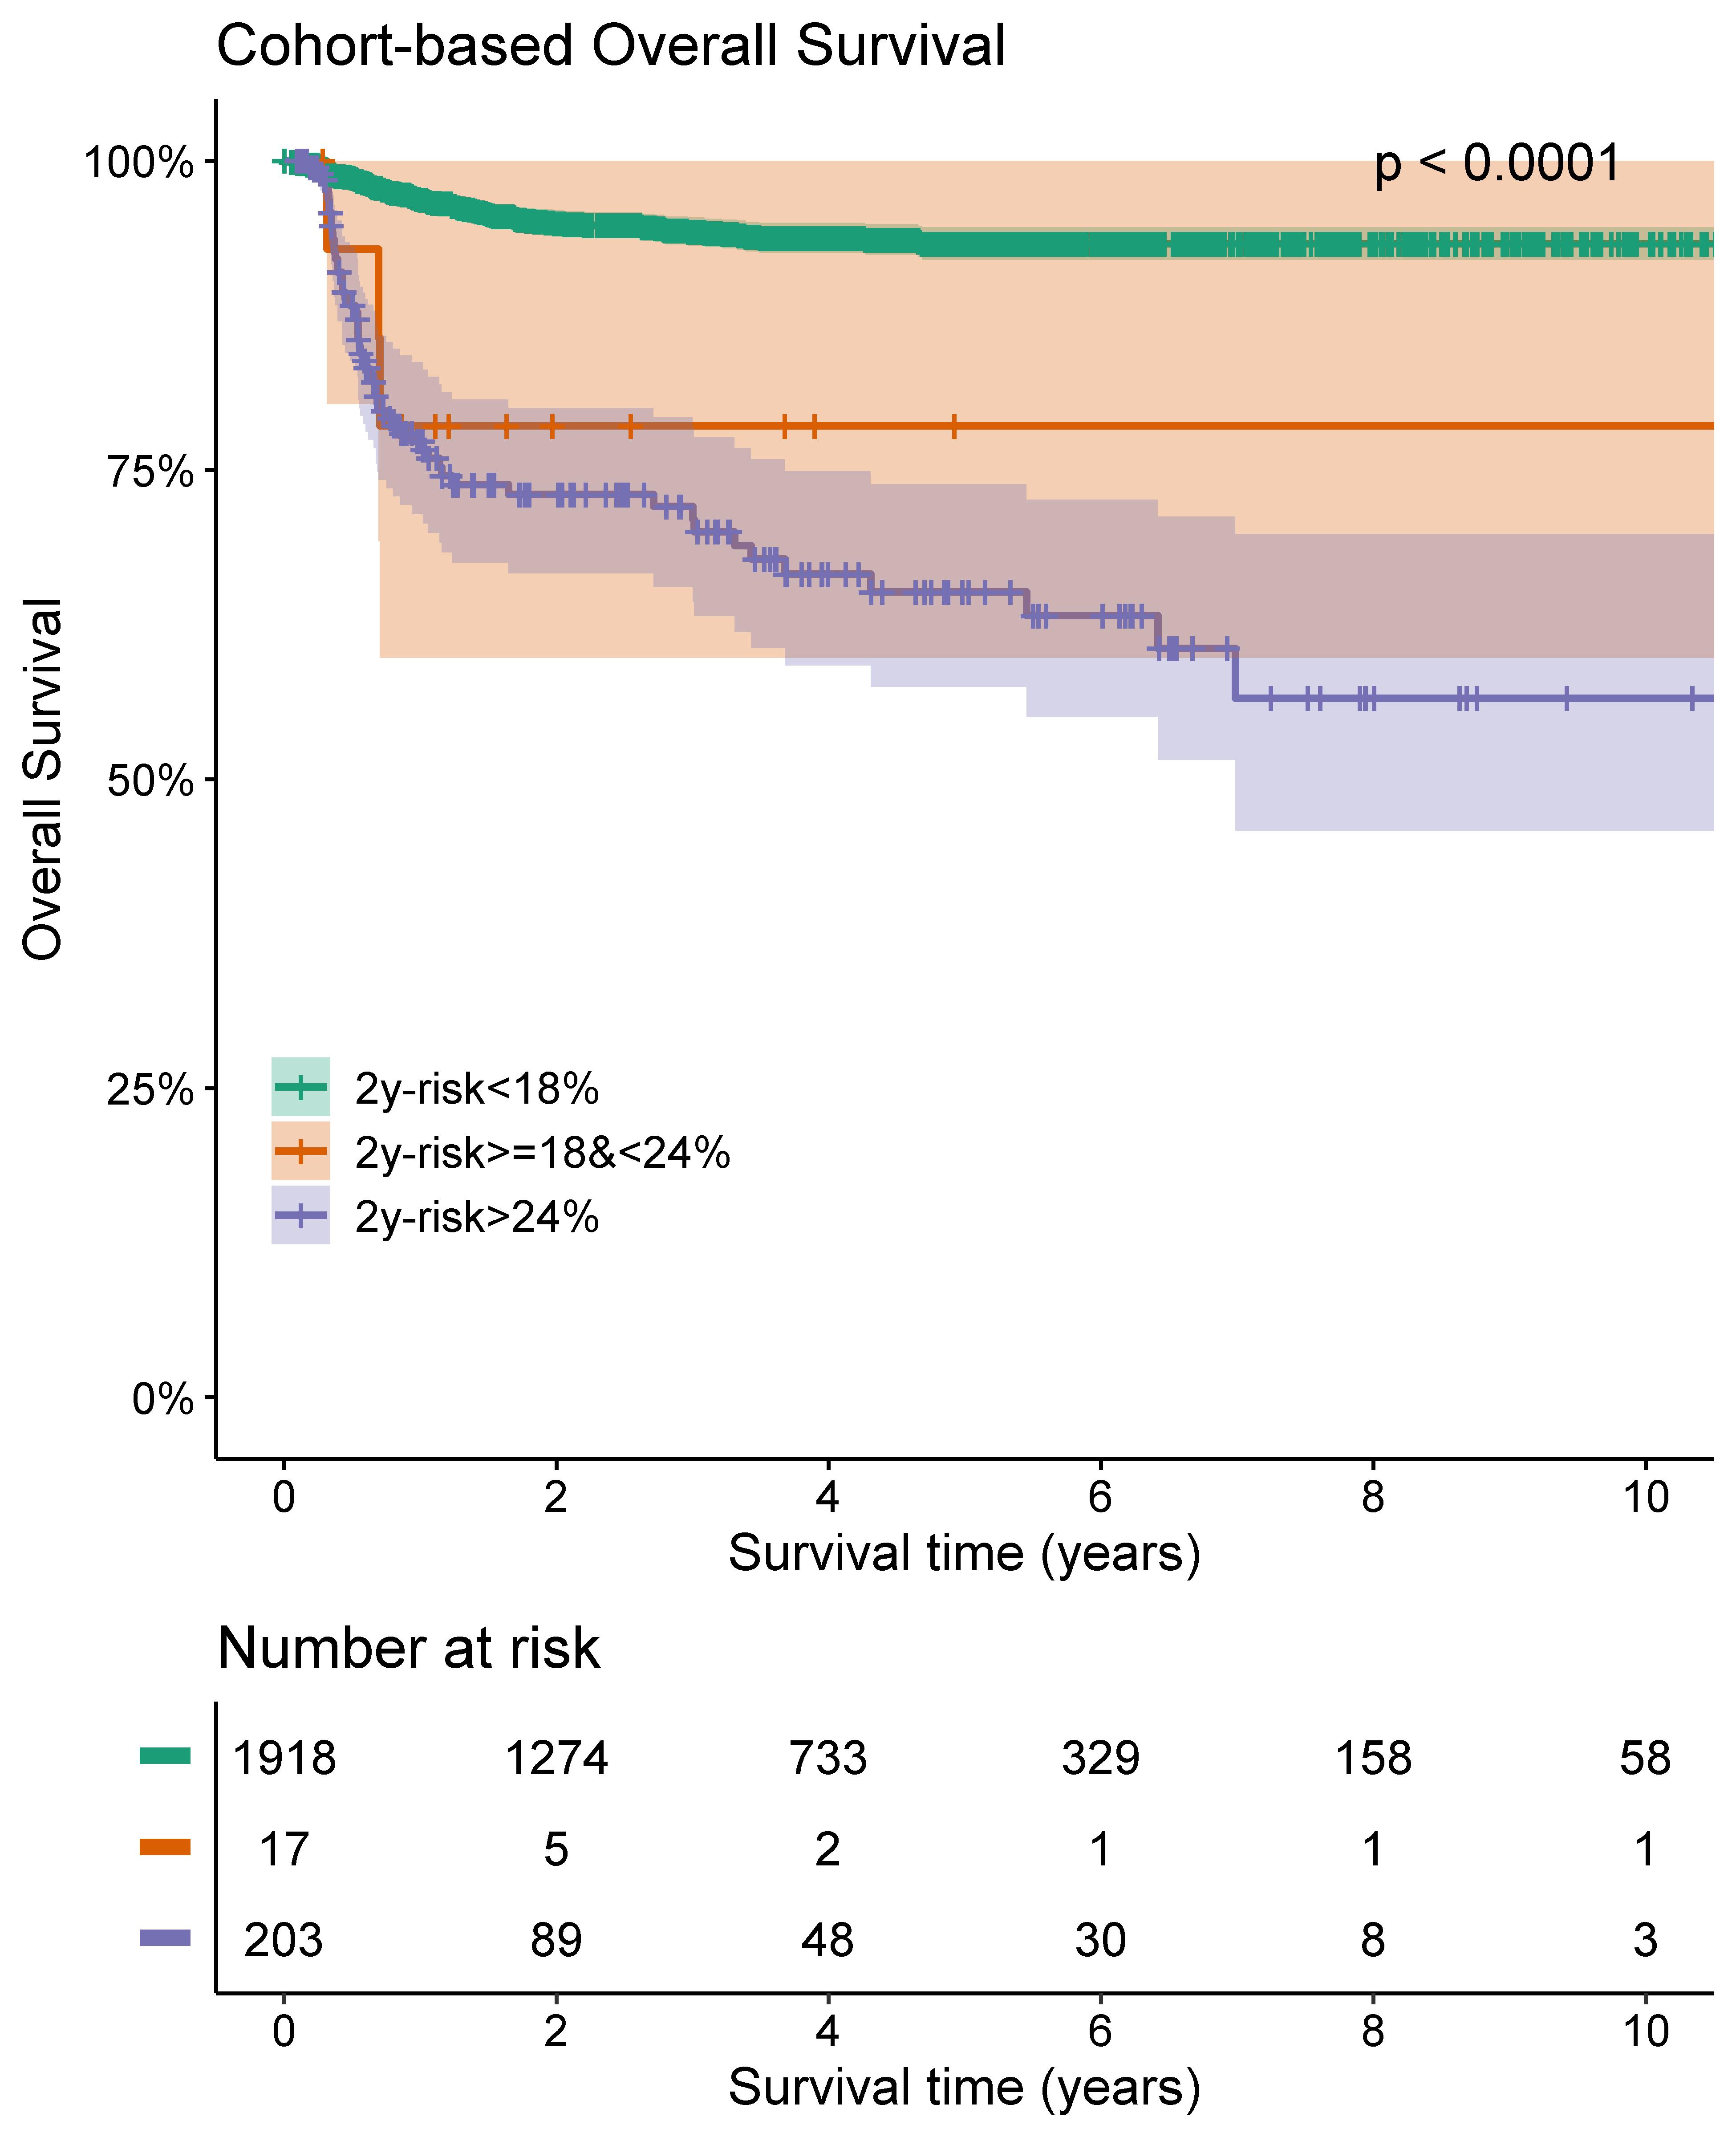 Cohort-based Overall Survival
p < 0.0001
100%
75%
50%
25%
0%
Overall Survival
2y-risk<18%
2y-risk>=18&<24%
2y-risk>24%
0 2 4 6 8 10
Survival time (years)
Number at risk
1918 1274 733 329 158 58
17 5 2 1 1 1
203 89 48 30 8 3
0 2 4 6 8 10
Survival time (years)